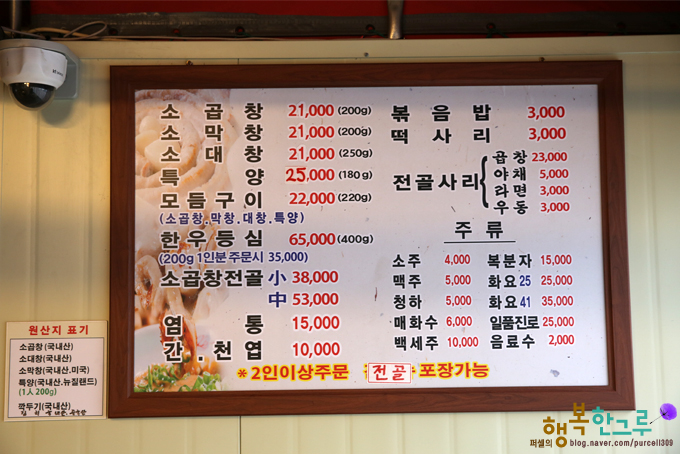 소곱창 21,000 (200g)
소막창 21,000 (200g)
소대창 21,000 (250g)
특양 25,000 (180g)
모듬구이 22,000 (220g)
(소곱창.막창.대창.특양)
한우등심 65,000 (400g)
(200g 1인분 주문시 35,000)
소곱창전골 小 38,000
中 53,000
염통 15,000
간.천엽 10,000
볶음밥 3,000
떡사리 3,000
전골사리
곱창 23,000
야채 5,000
라면 3,000
우동 3,000
주류
소주 4,000
맥주 5,000
청하 5,000
매화수 6,000
백세주 10,000
복분자 15,000
화요 25 25,000
화요 41 35,000
일품진로 25,000
음료수 2,000
*2인이상주문 전골 포장가능
원산지 표기
소곱창(국내산)
소대창(국내산)
소막창(국내산.미국)
특양(국내산.뉴질랜드)
(1人 200g)
깍두기(국내산)
행복한그루
퍼셀의 blog.naver.com/purcell309